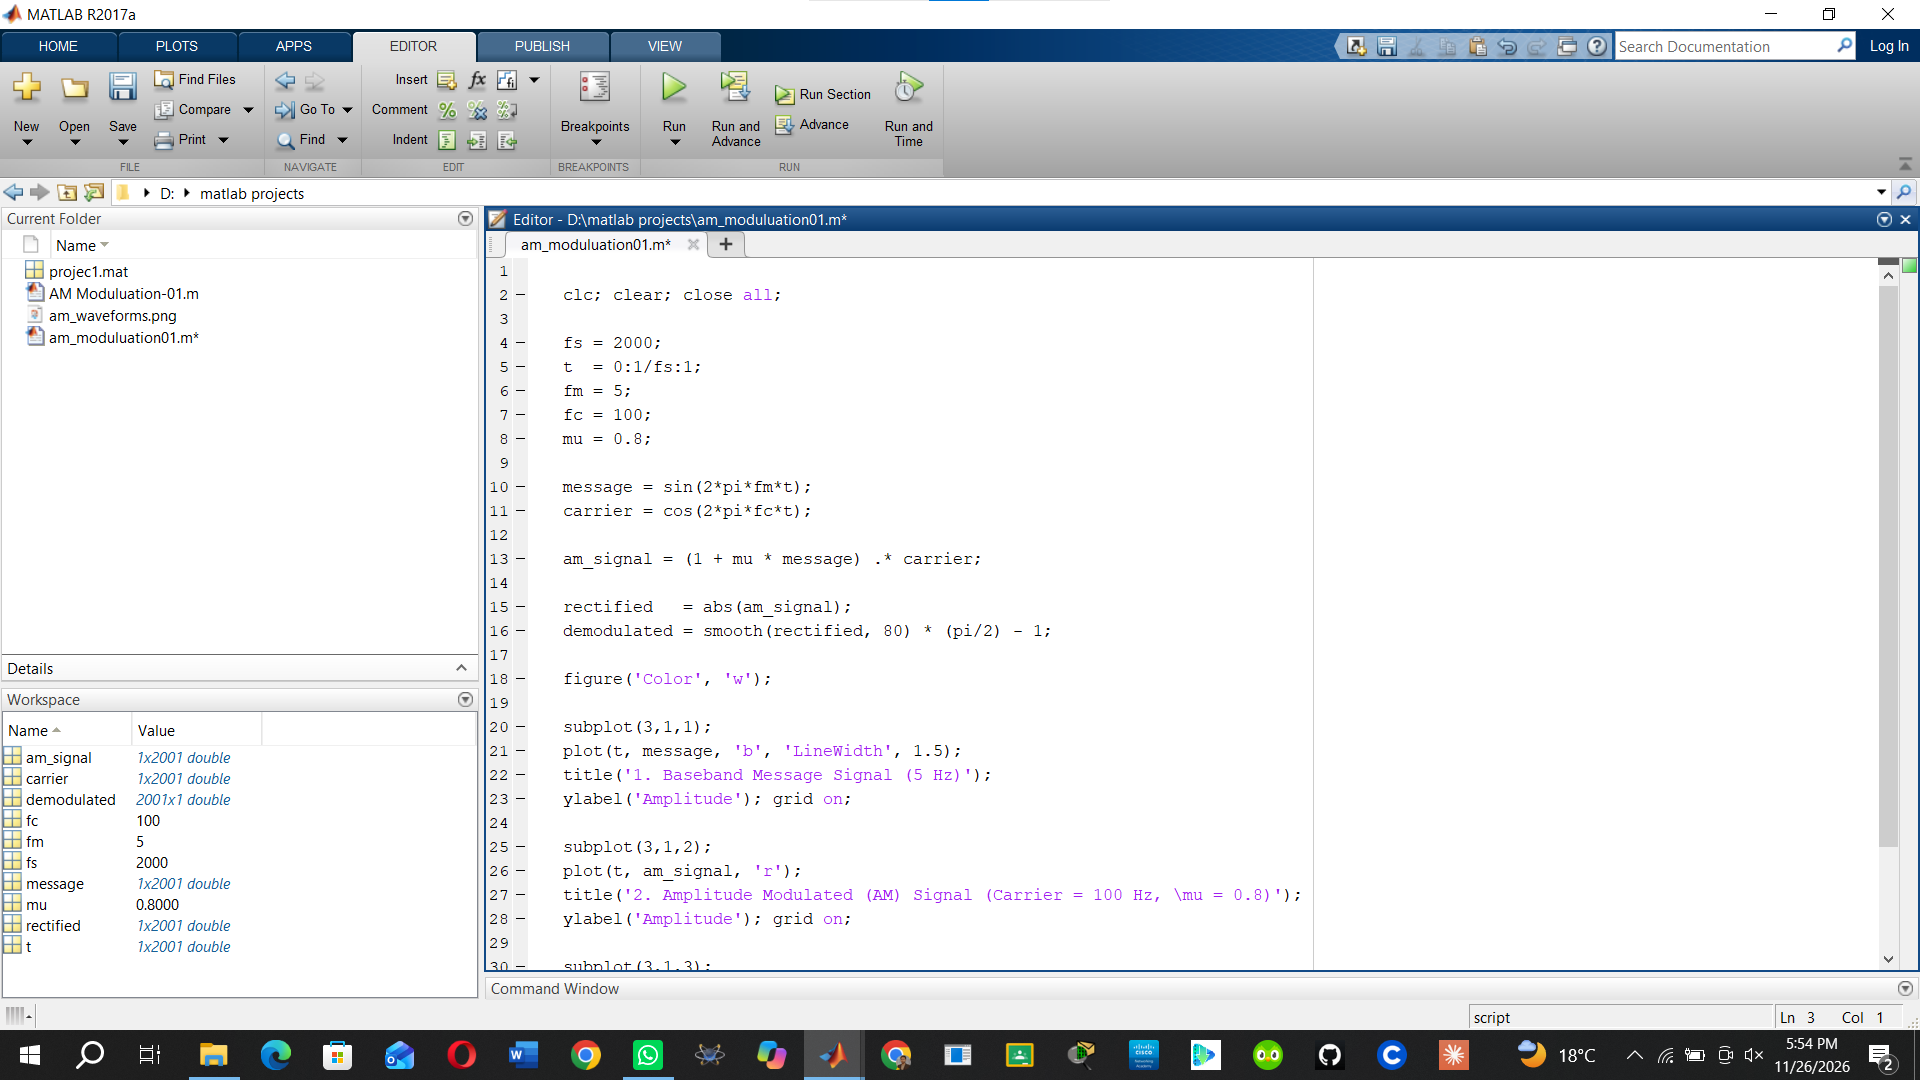 MATLAB R2017a
HOME PLOTS APPS EDITOR PUBLISH VIEW
Search Documentation
Log In
New Open Save
Find Files
Compare
Print
FILE
Go To
Find
NAVIGATE
Insert
Comment
Indent
EDIT
Breakpoints
BREAKPOINTS
Run
Run and Advance
Run Section
Advance
Run and Time
RUN
D: matlab projects
Current Folder
Name
projec1.mat
AM Moduluation-01.m
am_waveforms.png
am_moduluation01.m*
Details
Workspace
Name Value
am_signal 1x2001 double
carrier 1x2001 double
demodulated 2001x1 double
fc 100
fm 5
fs 2000
message 1x2001 double
mu 0.8000
rectified 1x2001 double
t 1x2001 double
Editor - D:\matlab projects\am_moduluation01.m*
am_moduluation01.m*
1
2 clc; clear; close all;
3
4 fs = 2000;
5 t  = 0:1/fs:1;
6 fm = 5;
7 fc = 100;
8 mu = 0.8;
9
10 message = sin(2*pi*fm*t);
11 carrier = cos(2*pi*fc*t);
12
13 am_signal = (1 + mu * message) .* carrier;
14
15 rectified   = abs(am_signal);
16 demodulated = smooth(rectified, 80) * (pi/2) - 1;
17
18 figure('Color', 'w');
19
20 subplot(3,1,1);
21 plot(t, message, 'b', 'LineWidth', 1.5);
22 title('1. Baseband Message Signal (5 Hz)');
23 ylabel('Amplitude'); grid on;
24
25 subplot(3,1,2);
26 plot(t, am_signal, 'r');
27 title('2. Amplitude Modulated (AM) Signal (Carrier = 100 Hz, \mu = 0.8)');
28 ylabel('Amplitude'); grid on;
29
30 subplot(3,1,3);
Command Window
script
Ln 3 Col 1
18°C
5:54 PM
11/26/2026
2